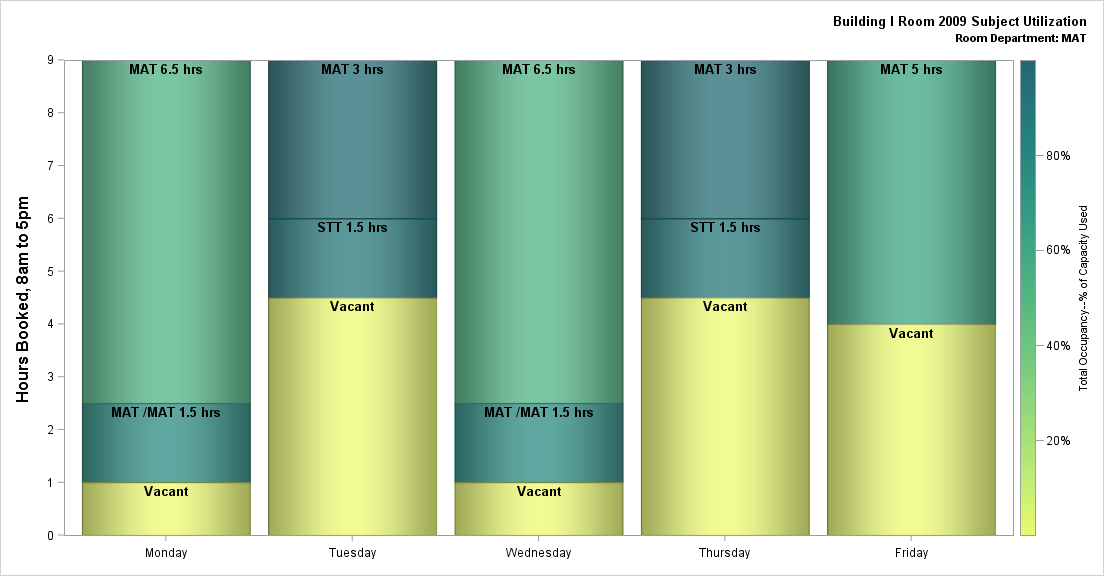 Building I Room 2009 Subject Utilization
Room Department: MAT
Hours Booked, 8am to 5pm
9
8
7
6
5
4
3
2
1
0
MAT 6.5 hrs
MAT /MAT 1.5 hrs
Vacant
MAT 3 hrs
STT 1.5 hrs
Vacant
MAT 6.5 hrs
MAT /MAT 1.5 hrs
Vacant
MAT 3 hrs
STT 1.5 hrs
Vacant
MAT 5 hrs
Vacant
Monday
Tuesday
Wednesday
Thursday
Friday
80%
60%
40%
20%
Total Occupancy--% of Capacity Used